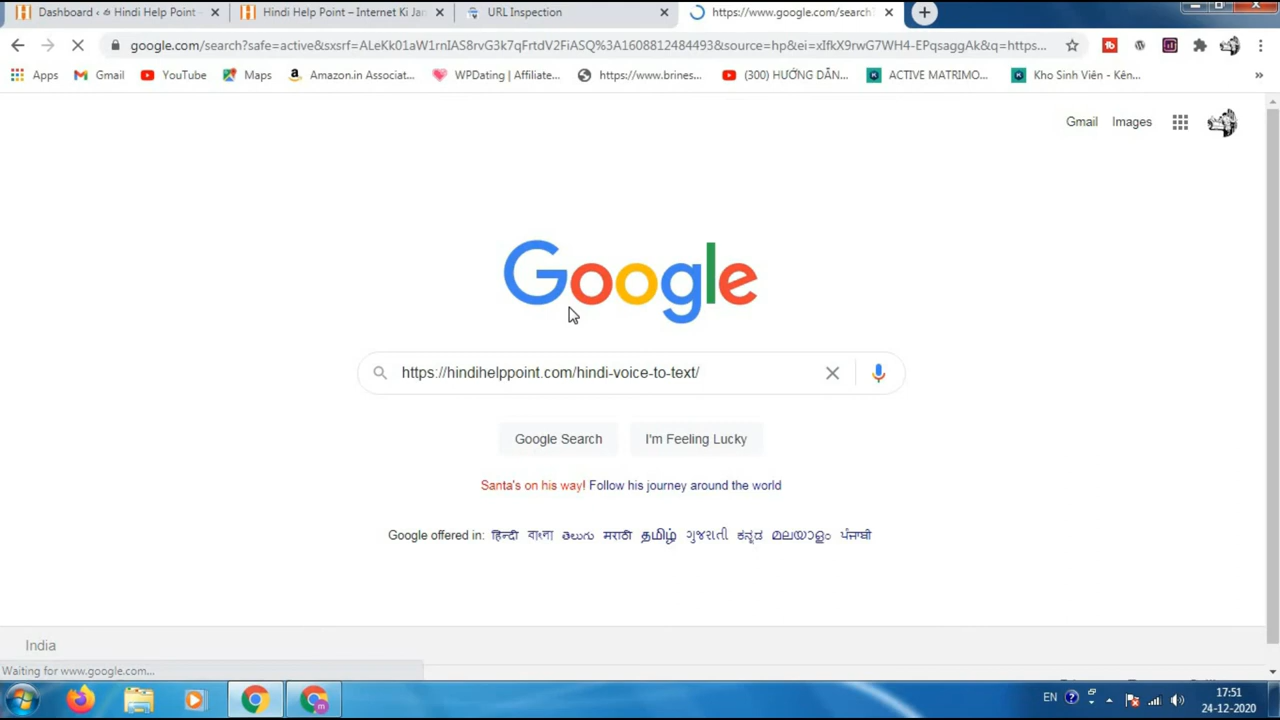 Dashboard ‹ ‹‹ Hindi Help Point
Hindi Help Point – Internet Ki Jan
URL Inspection
https://www.google.com/search?
google.com/search?safe=active&sxsrf=ALeKk01aW1rnIAS8rvG3k7qFrtdV2FiASQ%3A1608812484493&source=hp&ei=xIfkX9rwG7WH4-EPqsaggAk&q=https...
Apps
Gmail
YouTube
Maps
Amazon.in Associat...
WPDating | Affiliate...
https://www.brines...
(300) HƯỚNG DẪN...
ACTIVE MATRIMO...
Kho Sinh Viên - Kên...
»
Gmail Images
Google
https://hindihelppoint.com/hindi-voice-to-text/
Google Search
I'm Feeling Lucky
Santa's on his way! Follow his journey around the world
Google offered in: हिन्दी বাংলা తెలుగు मराठी தமிழ் ગુજરાતી ಕನ್ನಡ മലയാളം ਪੰਜਾਬੀ
India
Waiting for www.google.com...
EN
17:51
24-12-2020